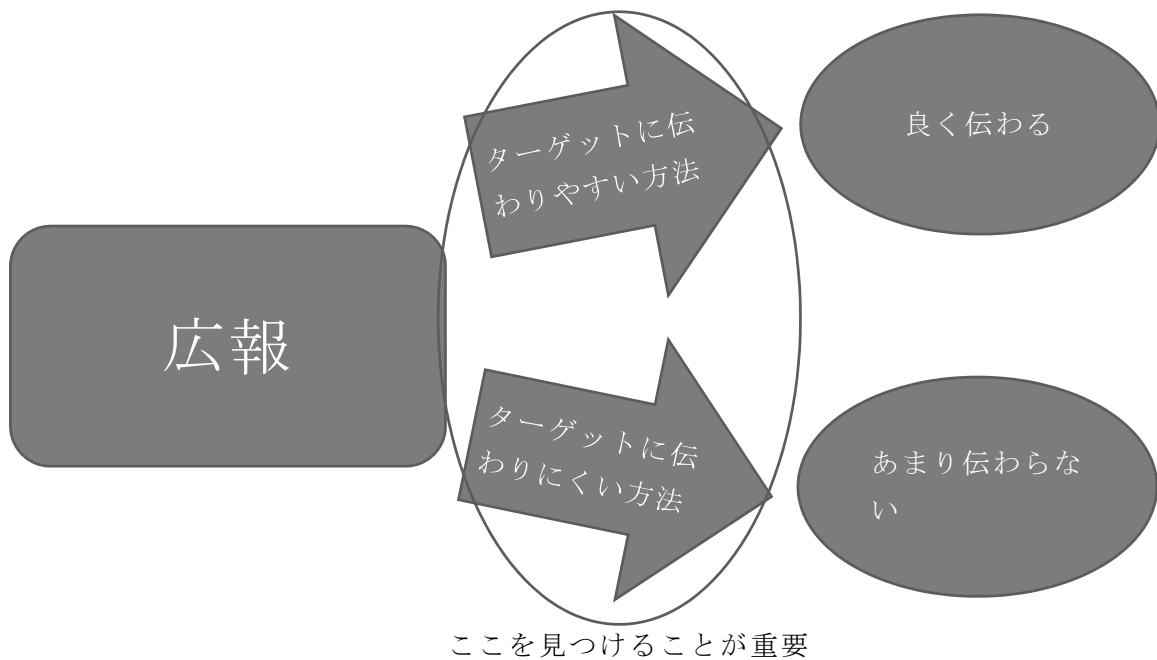 広報
ターゲットに伝
わりやすい方法
良く伝わる
ターゲットに伝
わりにくい方法
あまり伝わらな
い
ここを見つけることが重要